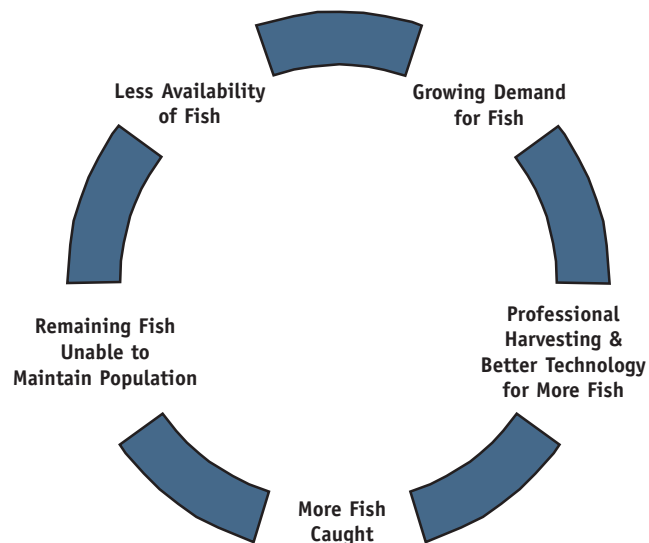 Less Availability
of Fish
Growing Demand
for Fish
Professional
Harvesting &
Better Technology
for More Fish
More Fish
Caught
Remaining Fish
Unable to
Maintain Population